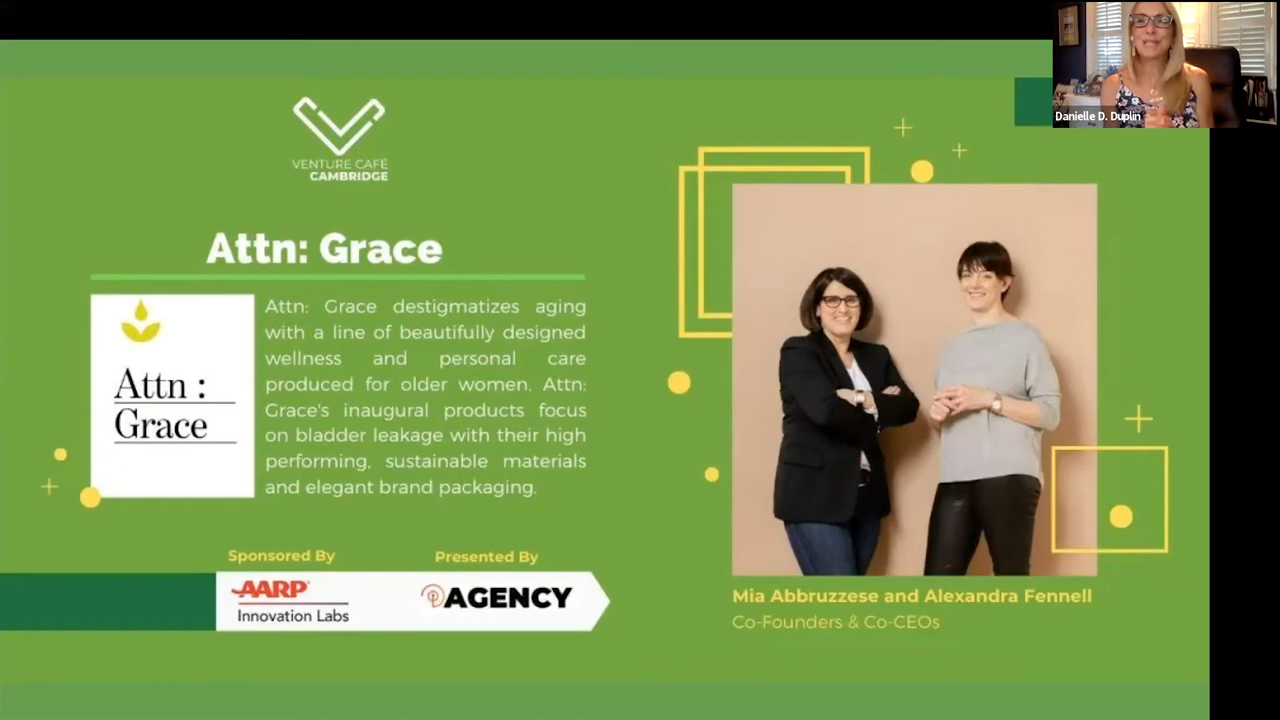 Danielle D. Duplin
VENTURE CAFÉ
CAMBRIDGE
Attn: Grace
Attn :
Grace
Attn: Grace destigmatizes aging
with a line of beautifully designed
wellness and personal care
produced for older women. Attn:
Grace's inaugural products focus
on bladder leakage with their high
performing, sustainable materials
and elegant brand packaging.
Sponsored By
AARP
Innovation Labs
Presented By
AGENCY
Mia Abbruzzese and Alexandra Fennell
Co-Founders & Co-CEOs